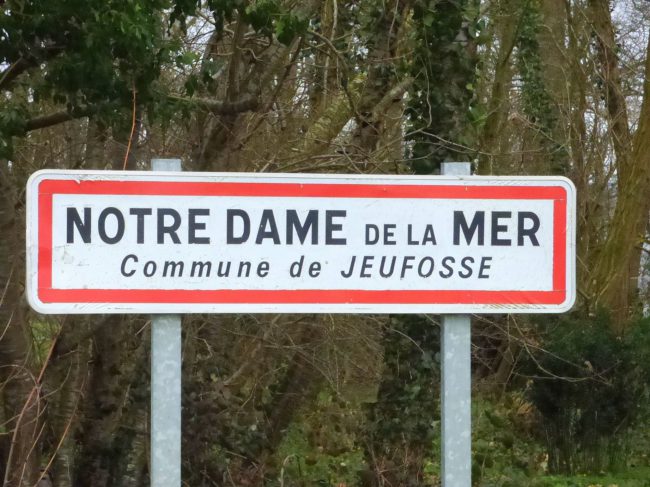 NOTRE DAME DE LA MER
Commune de JEUFOSSE